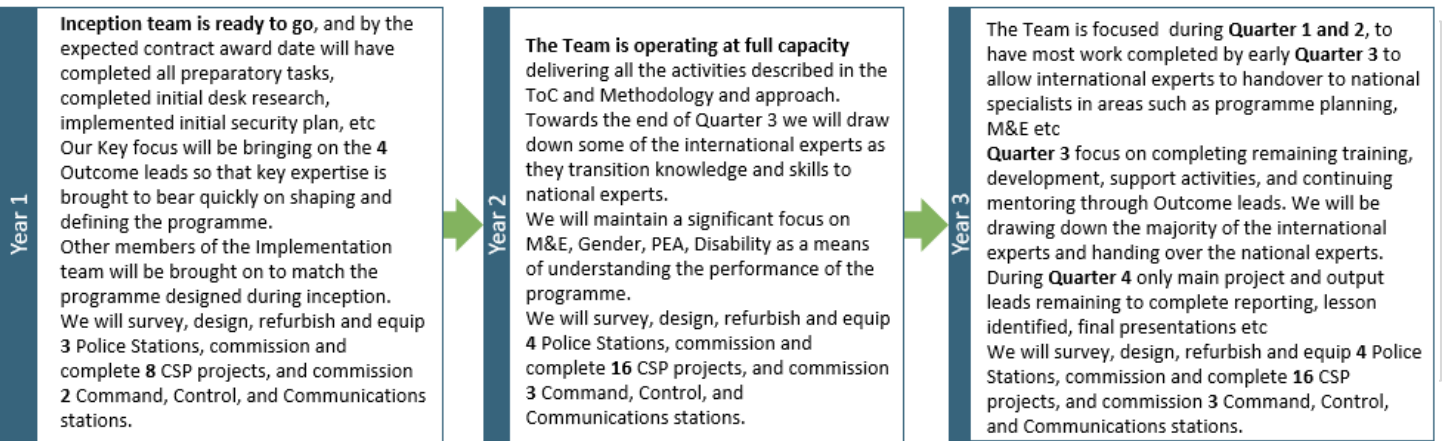 Year 1
Inception team is ready to go, and by the
expected contract award date will have
completed all preparatory tasks,
completed initial desk research,
implemented initial security plan, etc
Our Key focus will be bringing on the 4
Outcome leads so that key expertise is
brought to bear quickly on shaping and
defining the programme.
Other members of the Implementation
team will be brought on to match the
programme designed during inception.
We will survey, design, refurbish and equip
3 Police Stations, commission and
complete 8 CSP projects, and commission
2 Command, Control, and Communications
stations.
Year 2
The Team is operating at full capacity
delivering all the activities described in the
ToC and Methodology and approach.
Towards the end of Quarter 3 we will draw
down some of the international experts as
they transition knowledge and skills to
national experts.
We will maintain a significant focus on
M&E, Gender, PEA, Disability as a means
of understanding the performance of the
programme.
We will survey, design, refurbish and equip
4 Police Stations, commission and
complete 16 CSP projects, and commission
3 Command, Control, and
Communications stations.
Year 3
The Team is focused during Quarter 1 and 2, to
have most work completed by early Quarter 3 to
allow international experts to handover to national
specialists in areas such as programme planning,
M&E etc
Quarter 3 focus on completing remaining training,
development, support activities, and continuing
mentoring through Outcome leads. We will be
drawing down the majority of the international
experts and handing over the national experts.
During Quarter 4 only main project and output
leads remaining to complete reporting, lesson
identified, final presentations etc
We will survey, design, refurbish and equip 4 Police
Stations, commission and complete 16 CSP
projects, and commission 3 Command, Control,
and Communications stations.